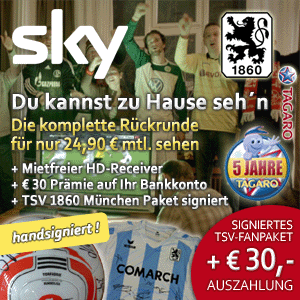 sky
1860
TAGARO
Du kannst zu Hause seh´n
Die komplette Rückrunde
für nur 24,90 € mtl. sehen
+ Mietfreier HD-Receiver
+ € 30 Prämie auf Ihr Bankkonto
+ TSV 1860 München Paket signiert
5 JAHRE
TAGARO
handsigniert !
COMARCH
SIGNIERTES
TSV-FANPAKET
+ € 30,-
AUSZAHLUNG